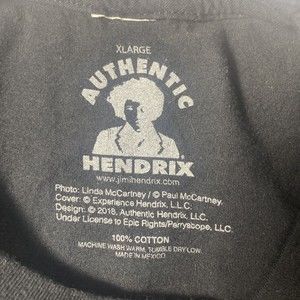 XLARGE
AUTHENTIC
HENDRIX
www.jimihendrix.com
Photo: Linda McCartney / © Paul McCartney.
Cover: © Experience Hendrix, L.L.C.
Design: © 2018, Authentic Hendrix, LLC.
Under License to Epic Rights/Perryscope, LLC.
100% COTTON
MACHINE WASH WARM, TUMBLE DRY LOW.
MADE IN MEXICO